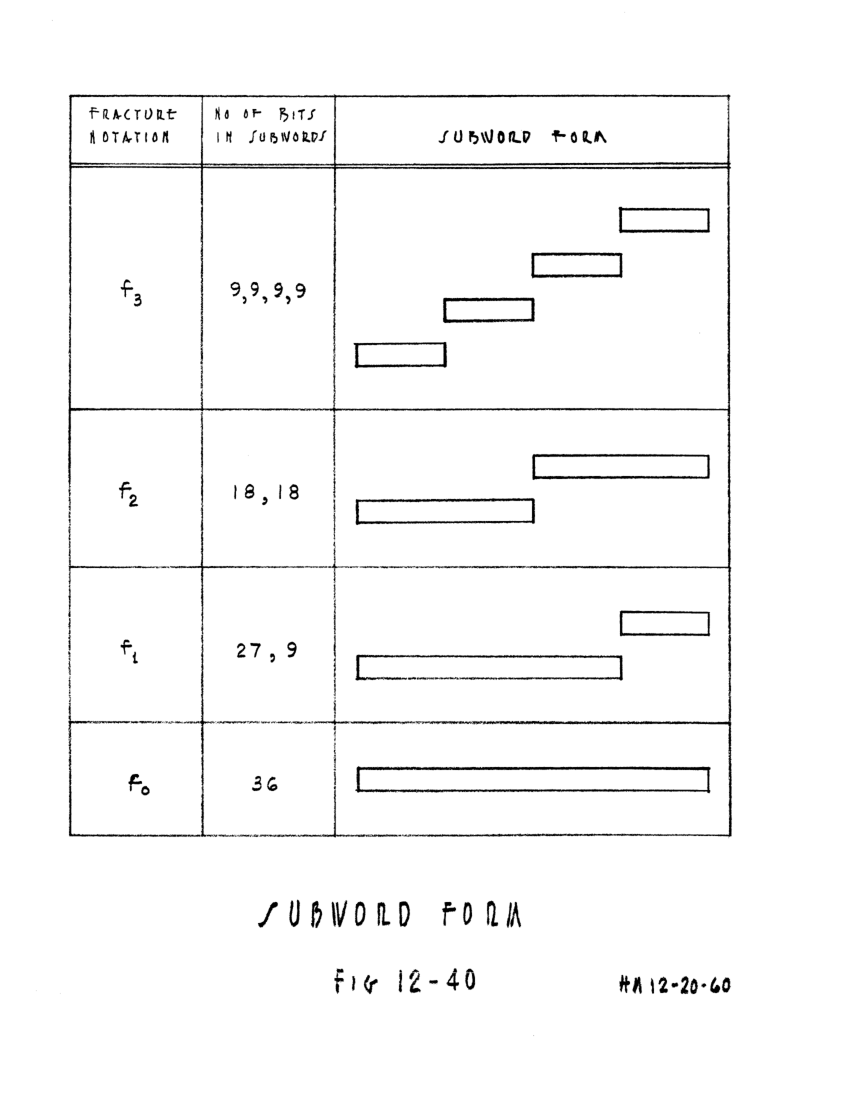 FRACTURE
NOTATION
NO OF BITS
IN SUBWORDS
SUBWORD FORM
f₃
9,9,9,9
f₂
18,18
f₁
27,9
f₀
36
SUBWORD FORM
FIG 12-40
HM 12-20-60